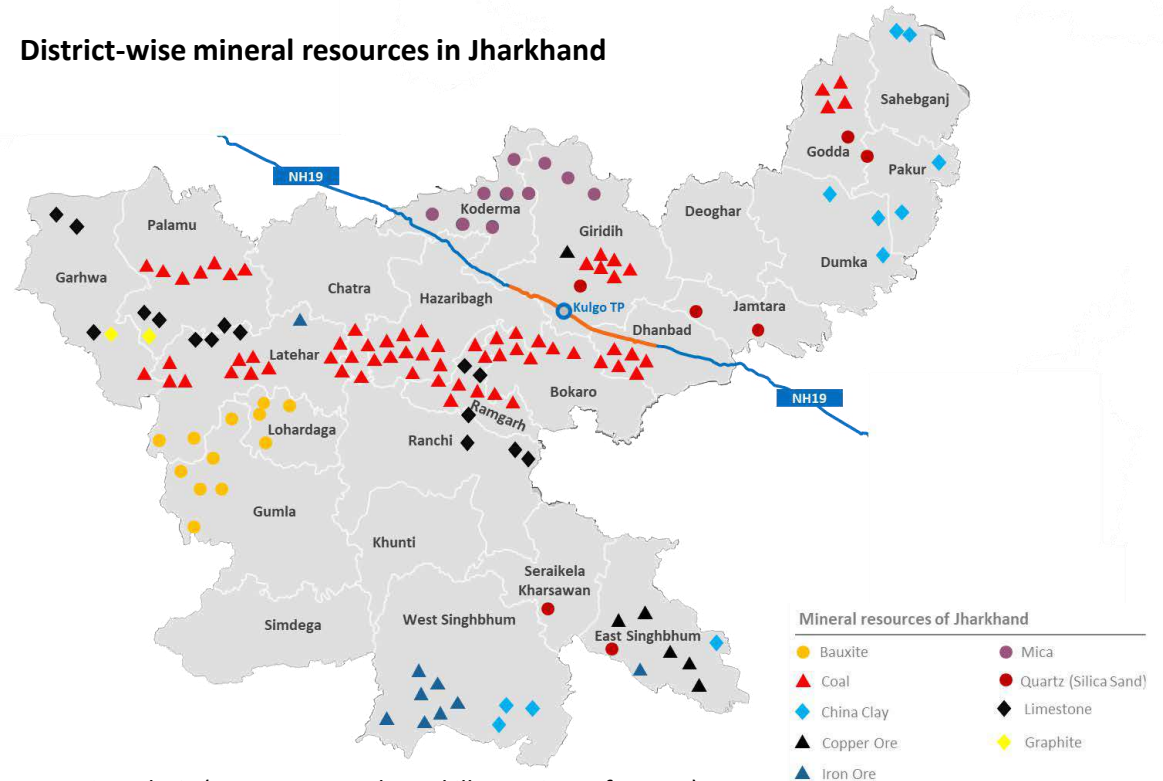 District-wise mineral resources in Jharkhand
Sahebganj
NH19
Godda
Pakur
Koderma
Deoghar
Palamu
Giridih
Garhwa
Dumka
Chatra
Hazaribagh
Kulgo TP
Jamtara
Dhanbad
Latehar
Bokaro
NH19
Ramgarh
Lohardaga
Ranchi
Gumla
Khunti
Seraikela
Kharsawan
Simdega
West Singhbhum
East Singhbhum
Mineral resources of Jharkhand
Bauxite
Mica
Coal
Quartz (Silica Sand)
China Clay
Limestone
Copper Ore
Graphite
Iron Ore